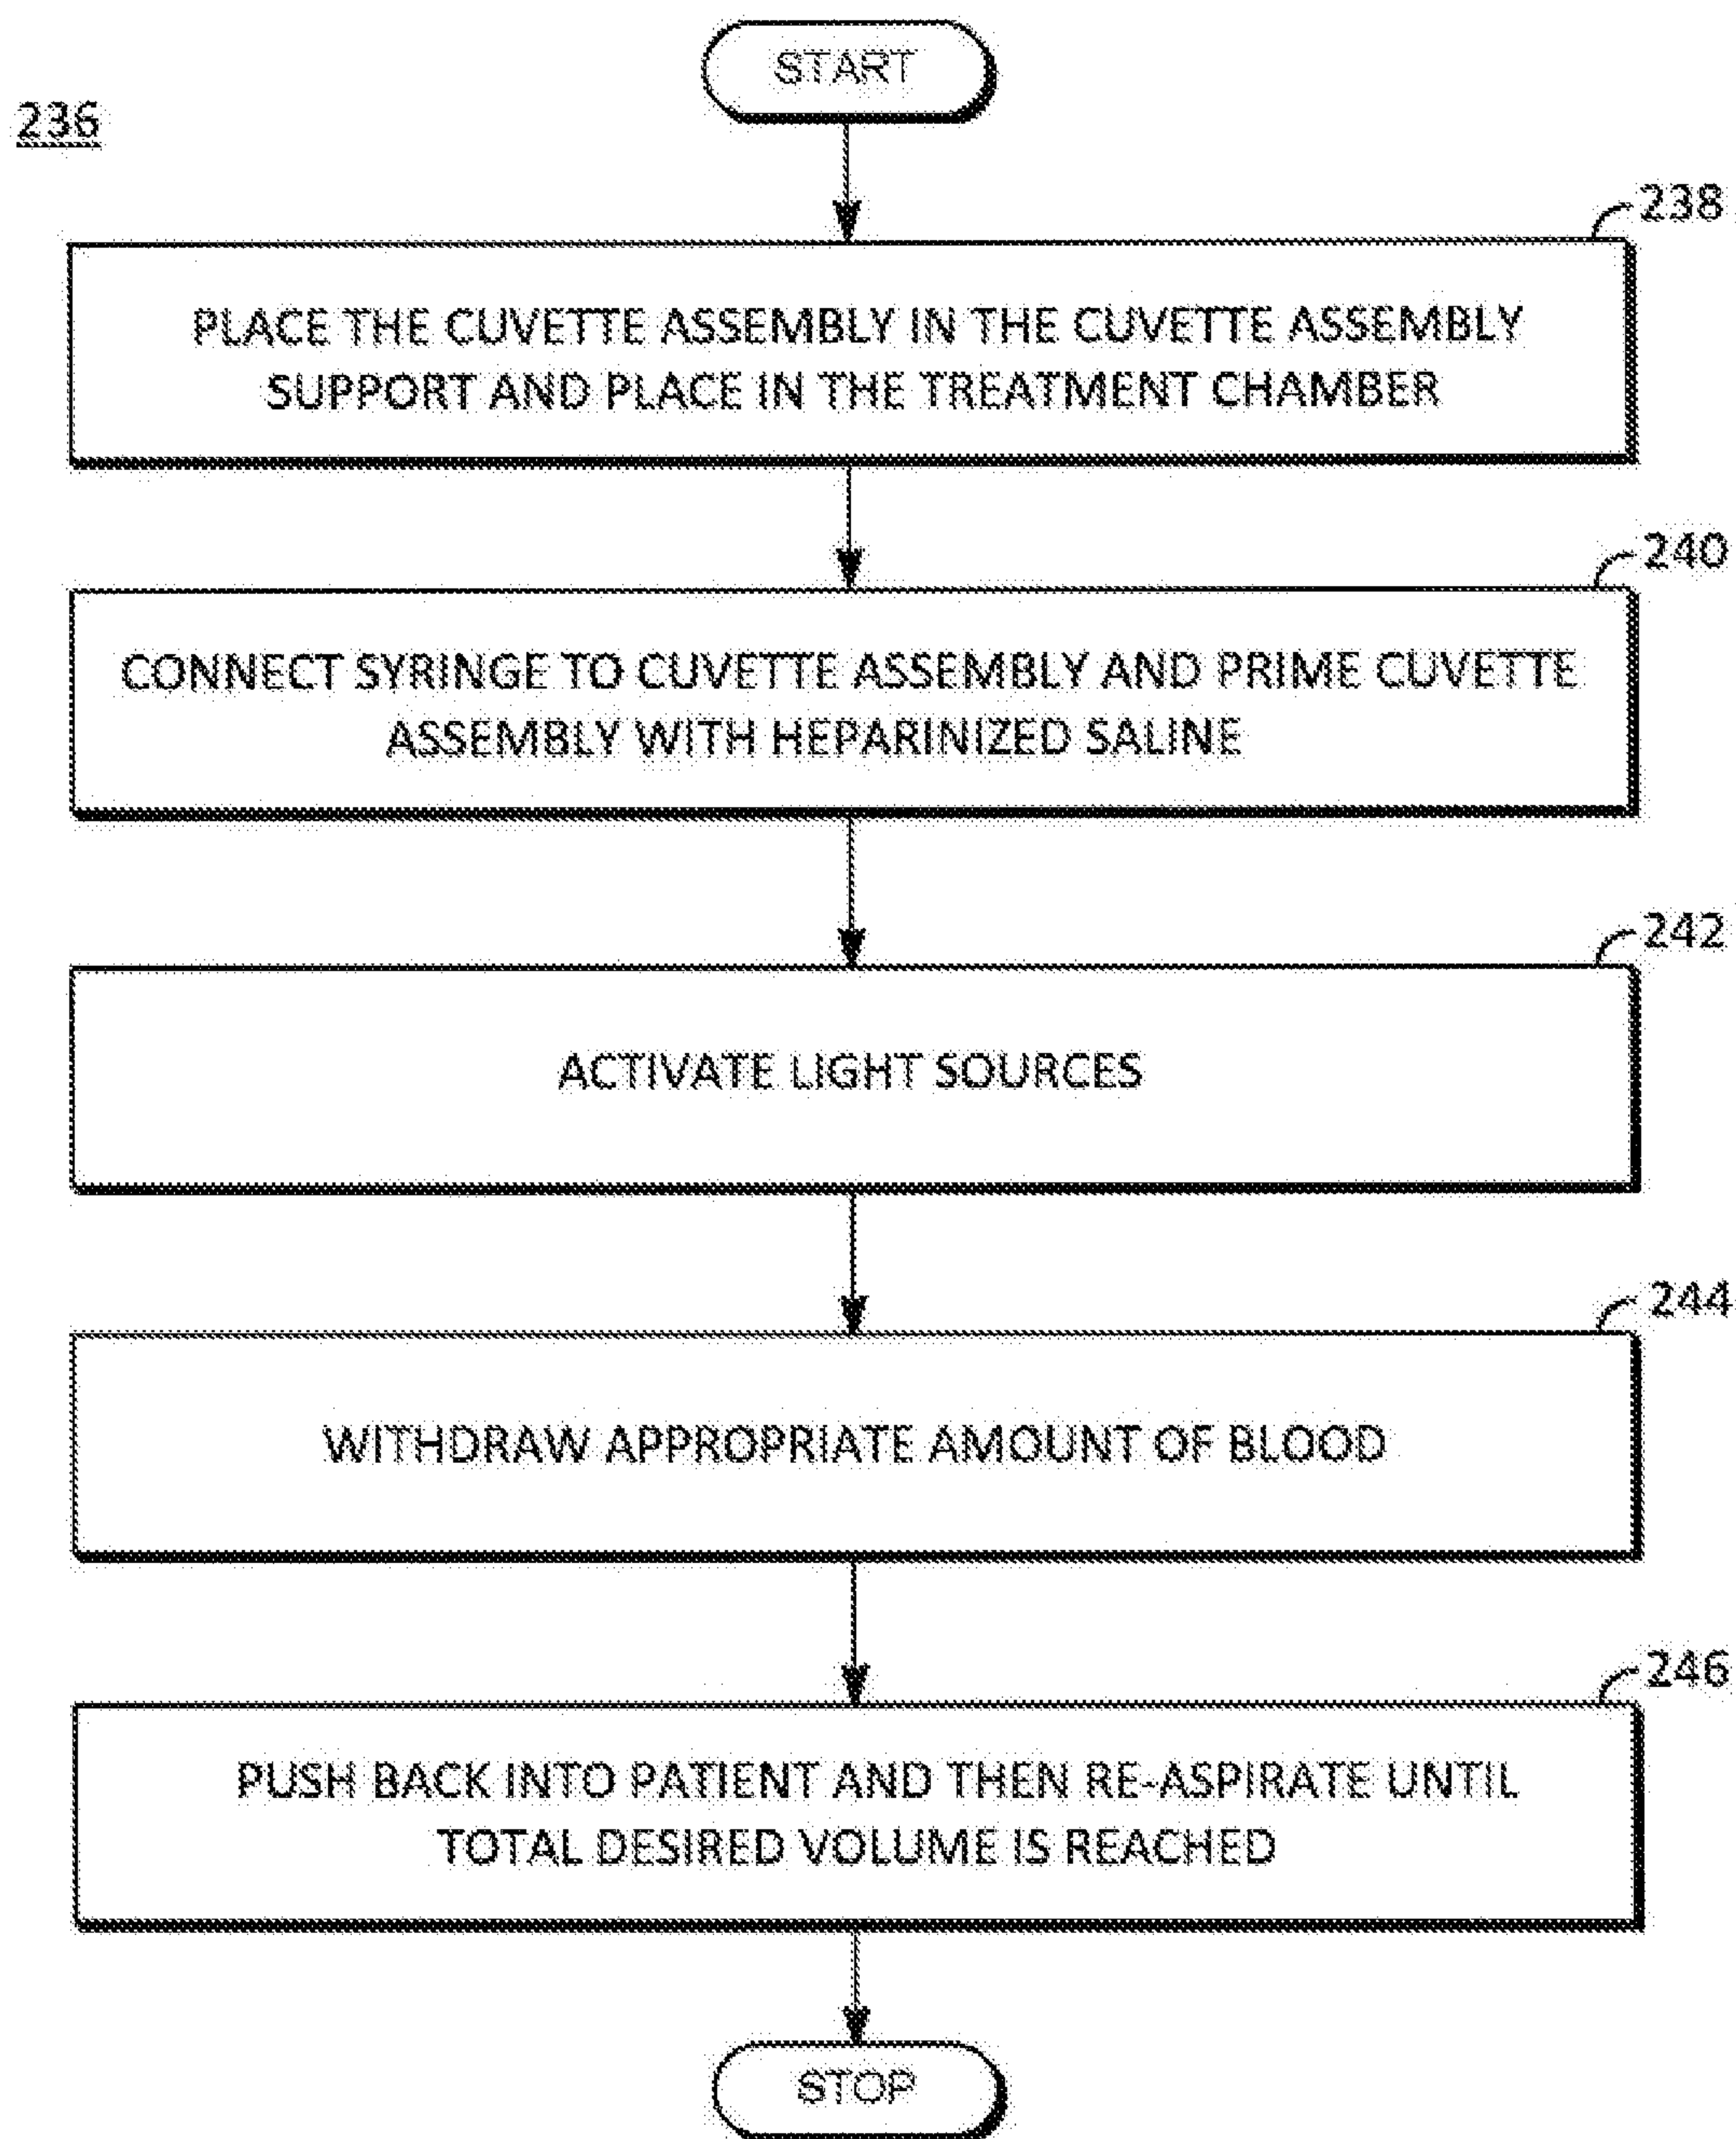 START
236
238
PLACE THE CUVETTE ASSEMBLY IN THE CUVETTE ASSEMBLY
SUPPORT AND PLACE IN THE TREATMENT CHAMBER
240
CONNECT SYRINGE TO CUVETTE ASSEMBLY AND PRIME CUVETTE
ASSEMBLY WITH HEPARINIZED SALINE
242
ACTIVATE LIGHT SOURCES
244
WITHDRAW APPROPRIATE AMOUNT OF BLOOD
246
PUSH BACK INTO PATIENT AND THEN RE-ASPIRATE UNTIL
TOTAL DESIRED VOLUME IS REACHED
STOP